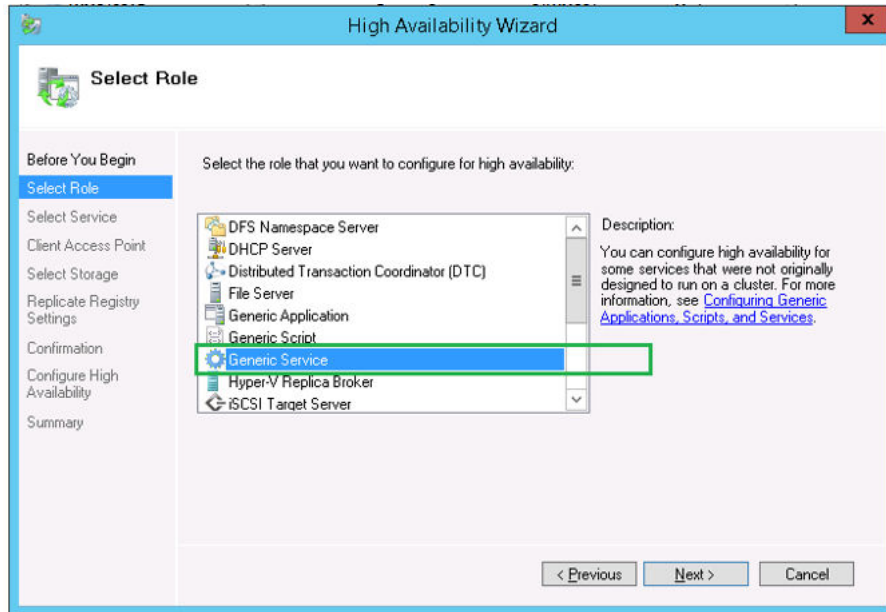 High Availability Wizard
x
Select Role
Before You Begin
Select Role
Select Service
Client Access Point
Select Storage
Replicate Registry
Settings
Confirmation
Configure High
Availability
Summary
Select the role that you want to configure for high availability:
DFS Namespace Server
DHCP Server
Distributed Transaction Coordinator (DTC)
File Server
Generic Application
Generic Script
Generic Service
Hyper-V Replica Broker
iSCSI Target Server
Description:
You can configure high availability for
some services that were not originally
designed to run on a cluster. For more
information, see Configuring Generic
Applications, Scripts, and Services.
< Previous
Next >
Cancel